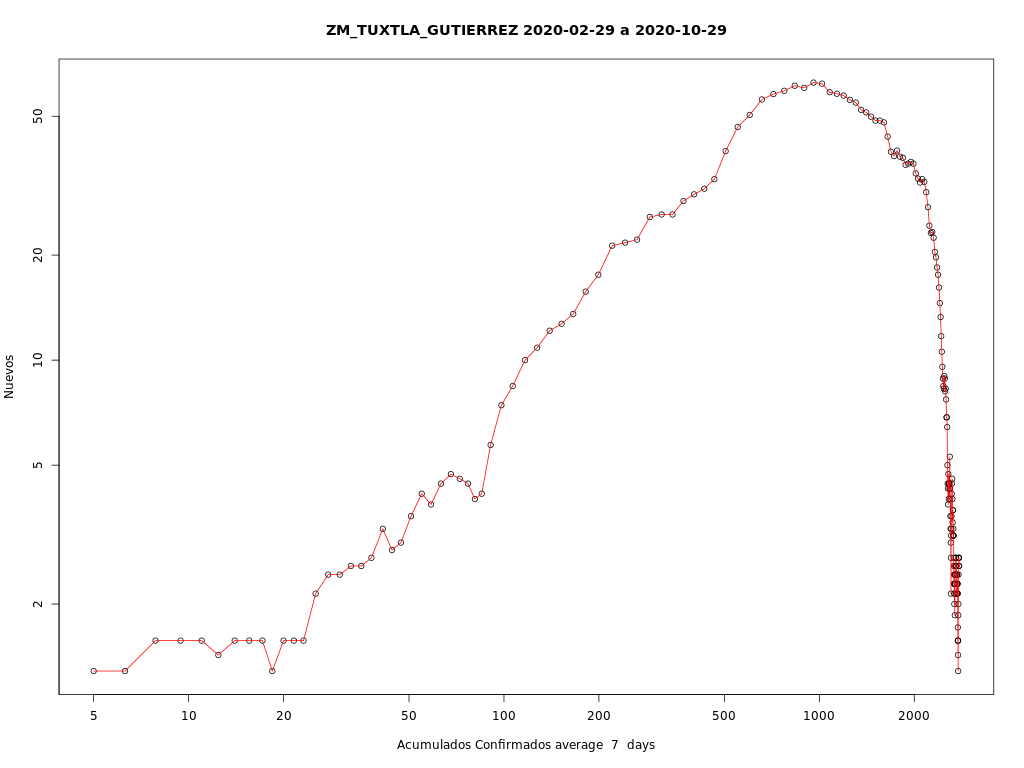 ZM_TUXTLA_GUTIERREZ 2020-02-29 a 2020-10-29
Nuevos
50
20
10
5
2
5 10 20 50 100 200 500 1000 2000
Acumulados Confirmados average 7 days